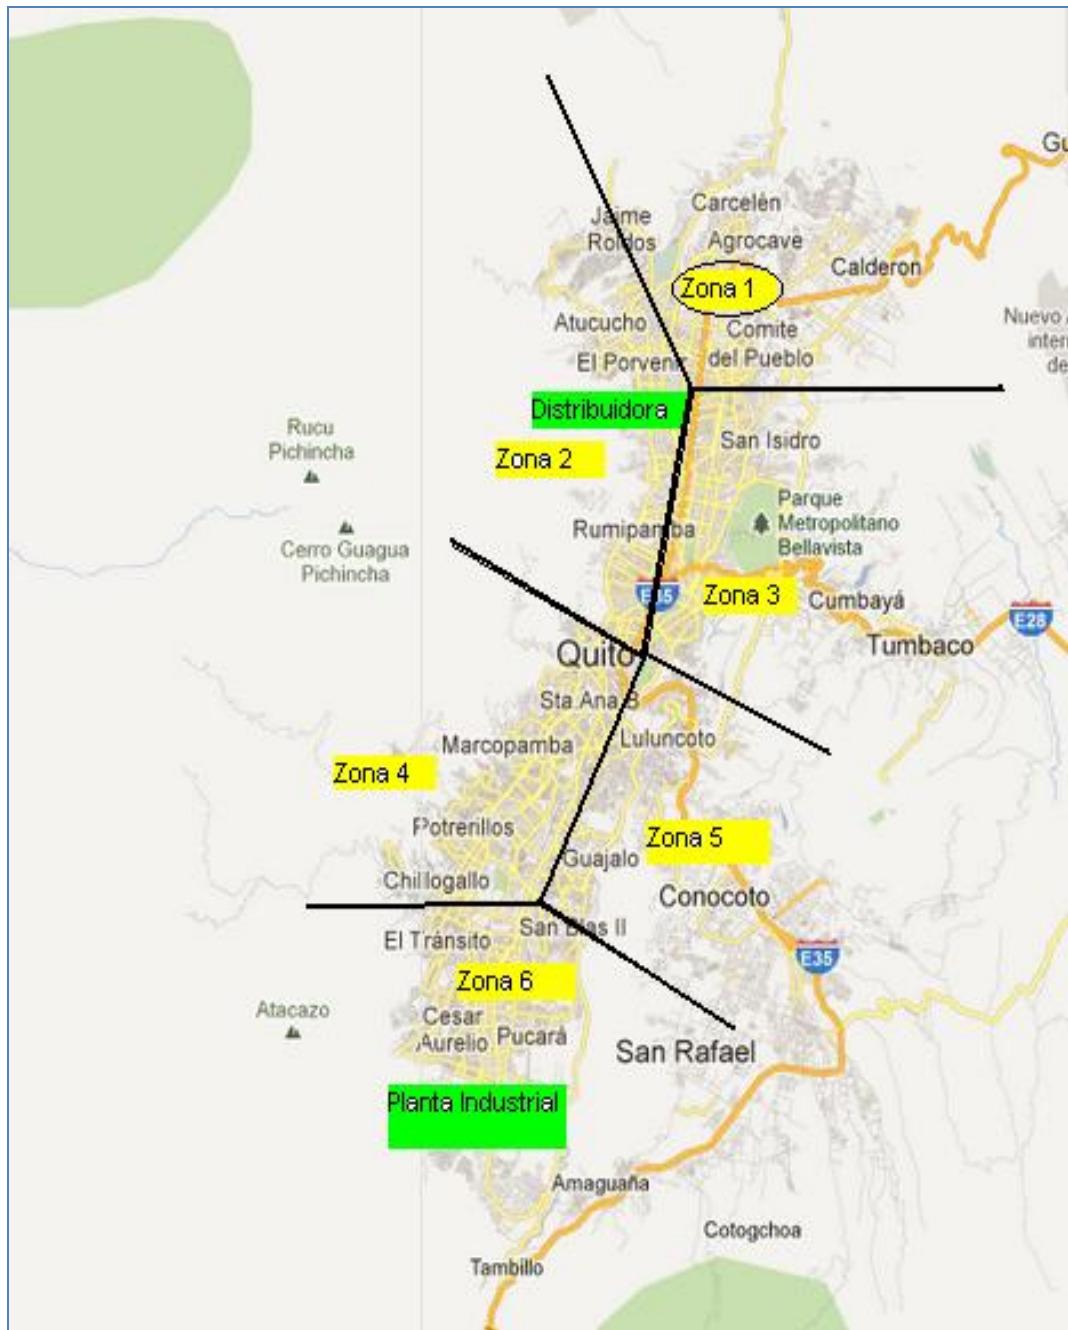 Gu
Carcelén
Jaime
Roldos
Agrocave
Calderon
Zona 1
Nuevo
inter
de
Atucucho
Comite
del Pueblo
El Porvenir
Distribuidora
Rucu
Pichincha
San Isidro
Zona 2
Parque
Metropolitano
Bellavista
Rumipamba
Cerro Guagua
Pichincha
E35
Zona 3
Cumbayá
E28
Quito
Tumbaco
Sta Ana B
Luluncoto
Marcopamba
Zona 4
Potrerillos
Zona 5
Guajalo
Chillogallo
Conocoto
San Blas II
El Tránsito
E35
Zona 6
Atacazo
Cesar
Aurelio
Pucará
San Rafael
Planta Industrial
Amaguaña
Cotogchoa
Tambillo